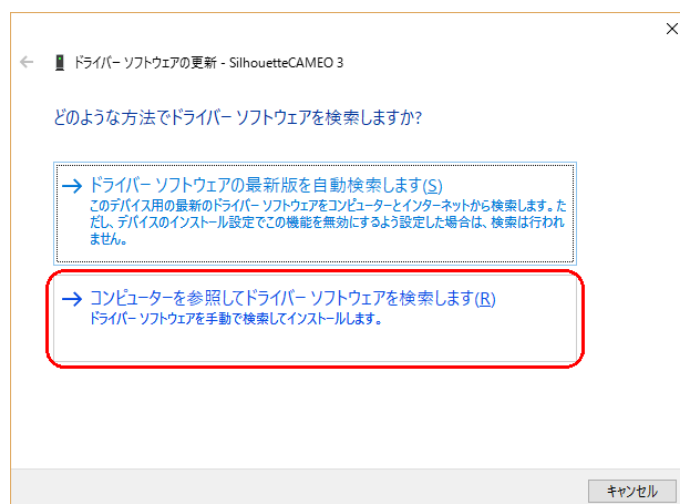 ドライバー ソフトウェアの更新 - SilhouetteCAMEO 3
どのような方法でドライバー ソフトウェアを検索しますか?
ドライバー ソフトウェアの最新版を自動検索します(S)
このデバイス用の最新のドライバー ソフトウェアをコンピューターとインターネットから検索します。た
だし、デバイスのインストール設定でこの機能を無効にするよう設定した場合は、検索は行われ
ません。
コンピューターを参照してドライバー ソフトウェアを検索します(R)
ドライバー ソフトウェアを手動で検索してインストールします。
キャンセル